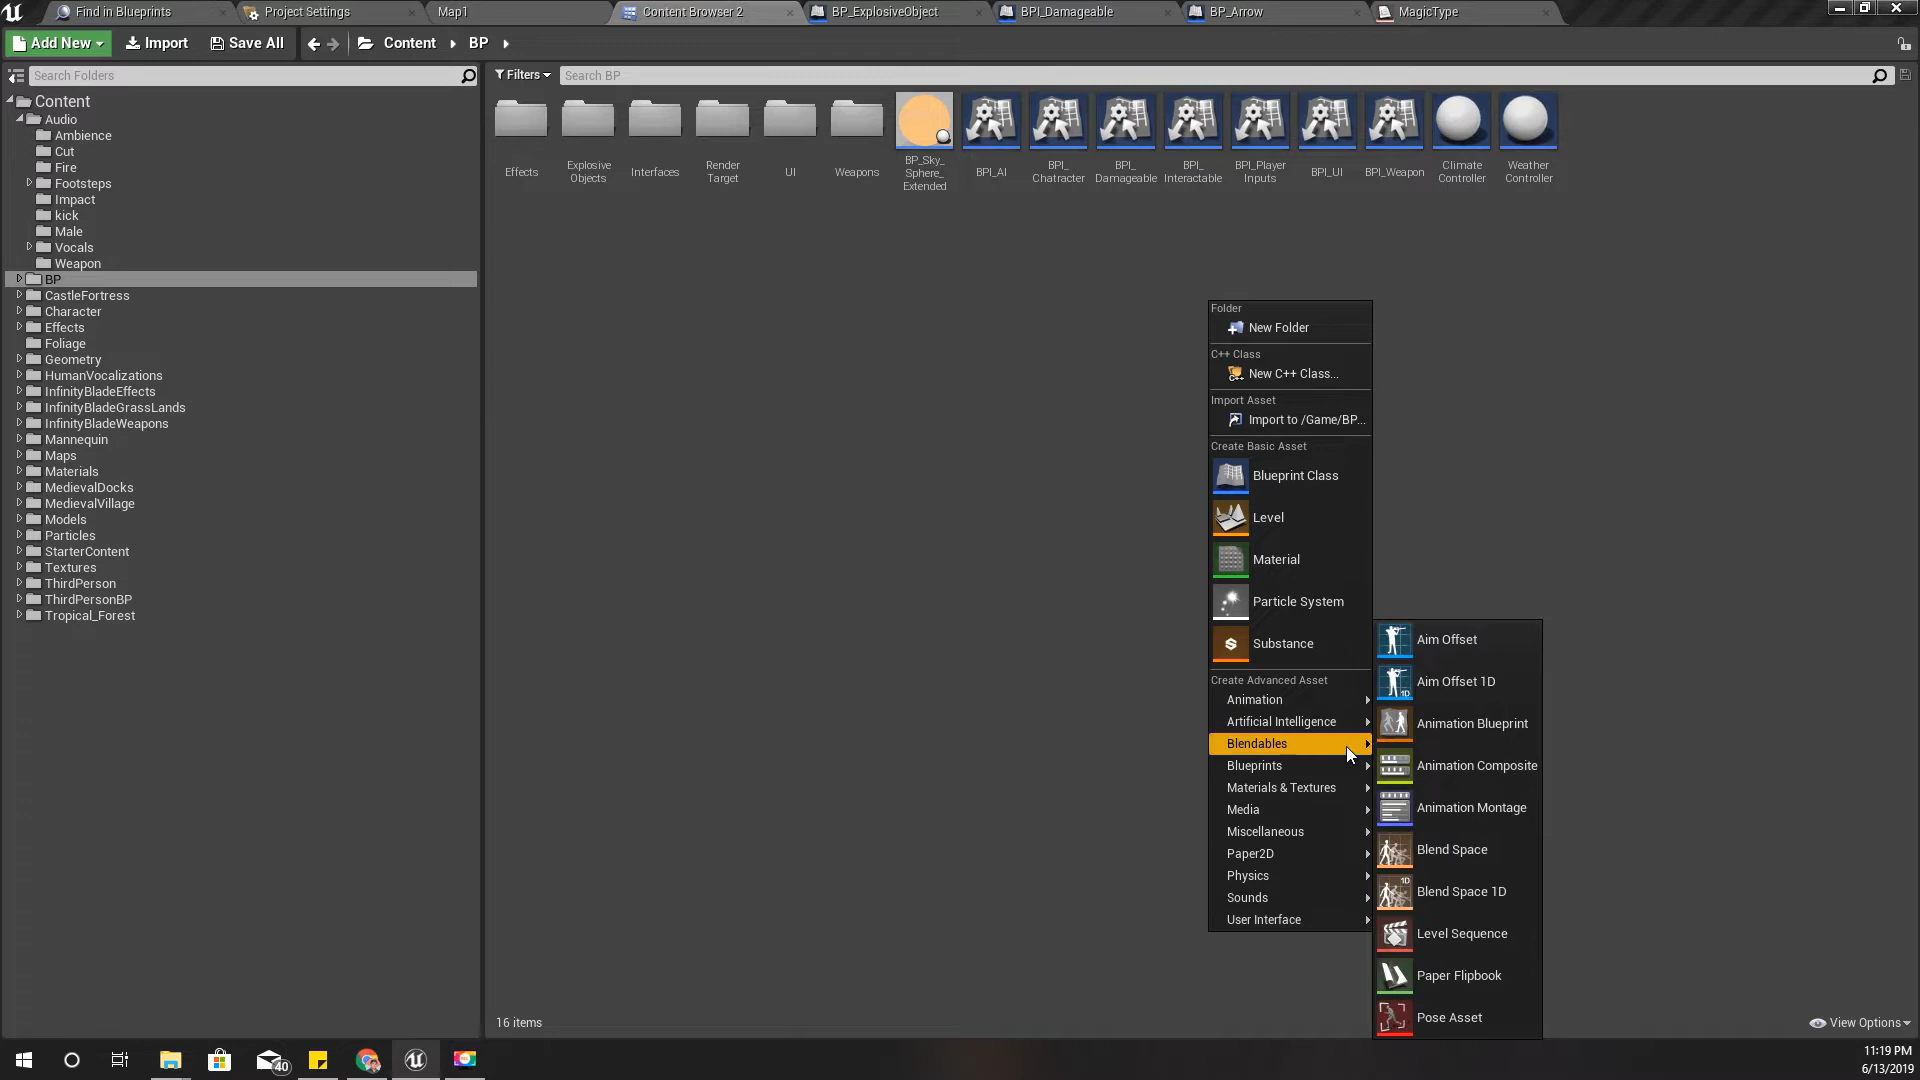 Find in Blueprints
Project Settings
Map1
Content Browser 2
BP_ExplosiveObject
BPI_Damageable
BP_Arrow
MagicType
Add New
Import
Save All
Content
BP
Search Folders
Filters
Search BP
Content
Audio
Ambience
Cut
Fire
Footsteps
Impact
kick
Male
Vocals
Weapon
BP
CastleFortress
Character
Effects
Foliage
Geometry
HumanVocalizations
InfinityBladeEffects
InfinityBladeGrassLands
InfinityBladeWeapons
Mannequin
Maps
Materials
MedievalDocks
MedievalVillage
Models
Particles
StarterContent
Textures
ThirdPerson
ThirdPersonBP
Tropical_Forest
Effects
Explosive
Objects
Interfaces
Render
Target
UI
Weapons
BP_Sky_
Sphere_
Extended
BPI_AI
BPI_
Chatracter
BPI_
Damageable
BPI_
Interactable
BPI_Player
Inputs
BPI_UI
BPI_Weapon
Climate
Controller
Weather
Controller
Folder
New Folder
C++ Class
New C++ Class...
C++
Import Asset
Import to /Game/BP...
Create Basic Asset
Blueprint Class
Level
Material
Particle System
S
Substance
Create Advanced Asset
Animation
Artificial Intelligence
Blendables
Blueprints
Materials & Textures
Media
Miscellaneous
Paper2D
Physics
Sounds
User Interface
Aim Offset
1D
Aim Offset 1D
Animation Blueprint
Animation Composite
Animation Montage
Blend Space
1D
Blend Space 1D
Level Sequence
Paper Flipbook
Pose Asset
16 items
View Options
40
11:19 PM
6/13/2019